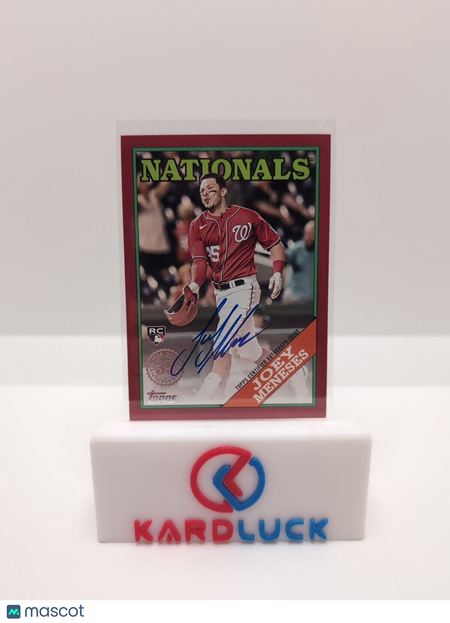 NATIONALS
W
RC
Topps
TOPPS CERTIFIED AUTOGRAPH ISSUE
JOEY
MENESES
KARDLUCK
mascot